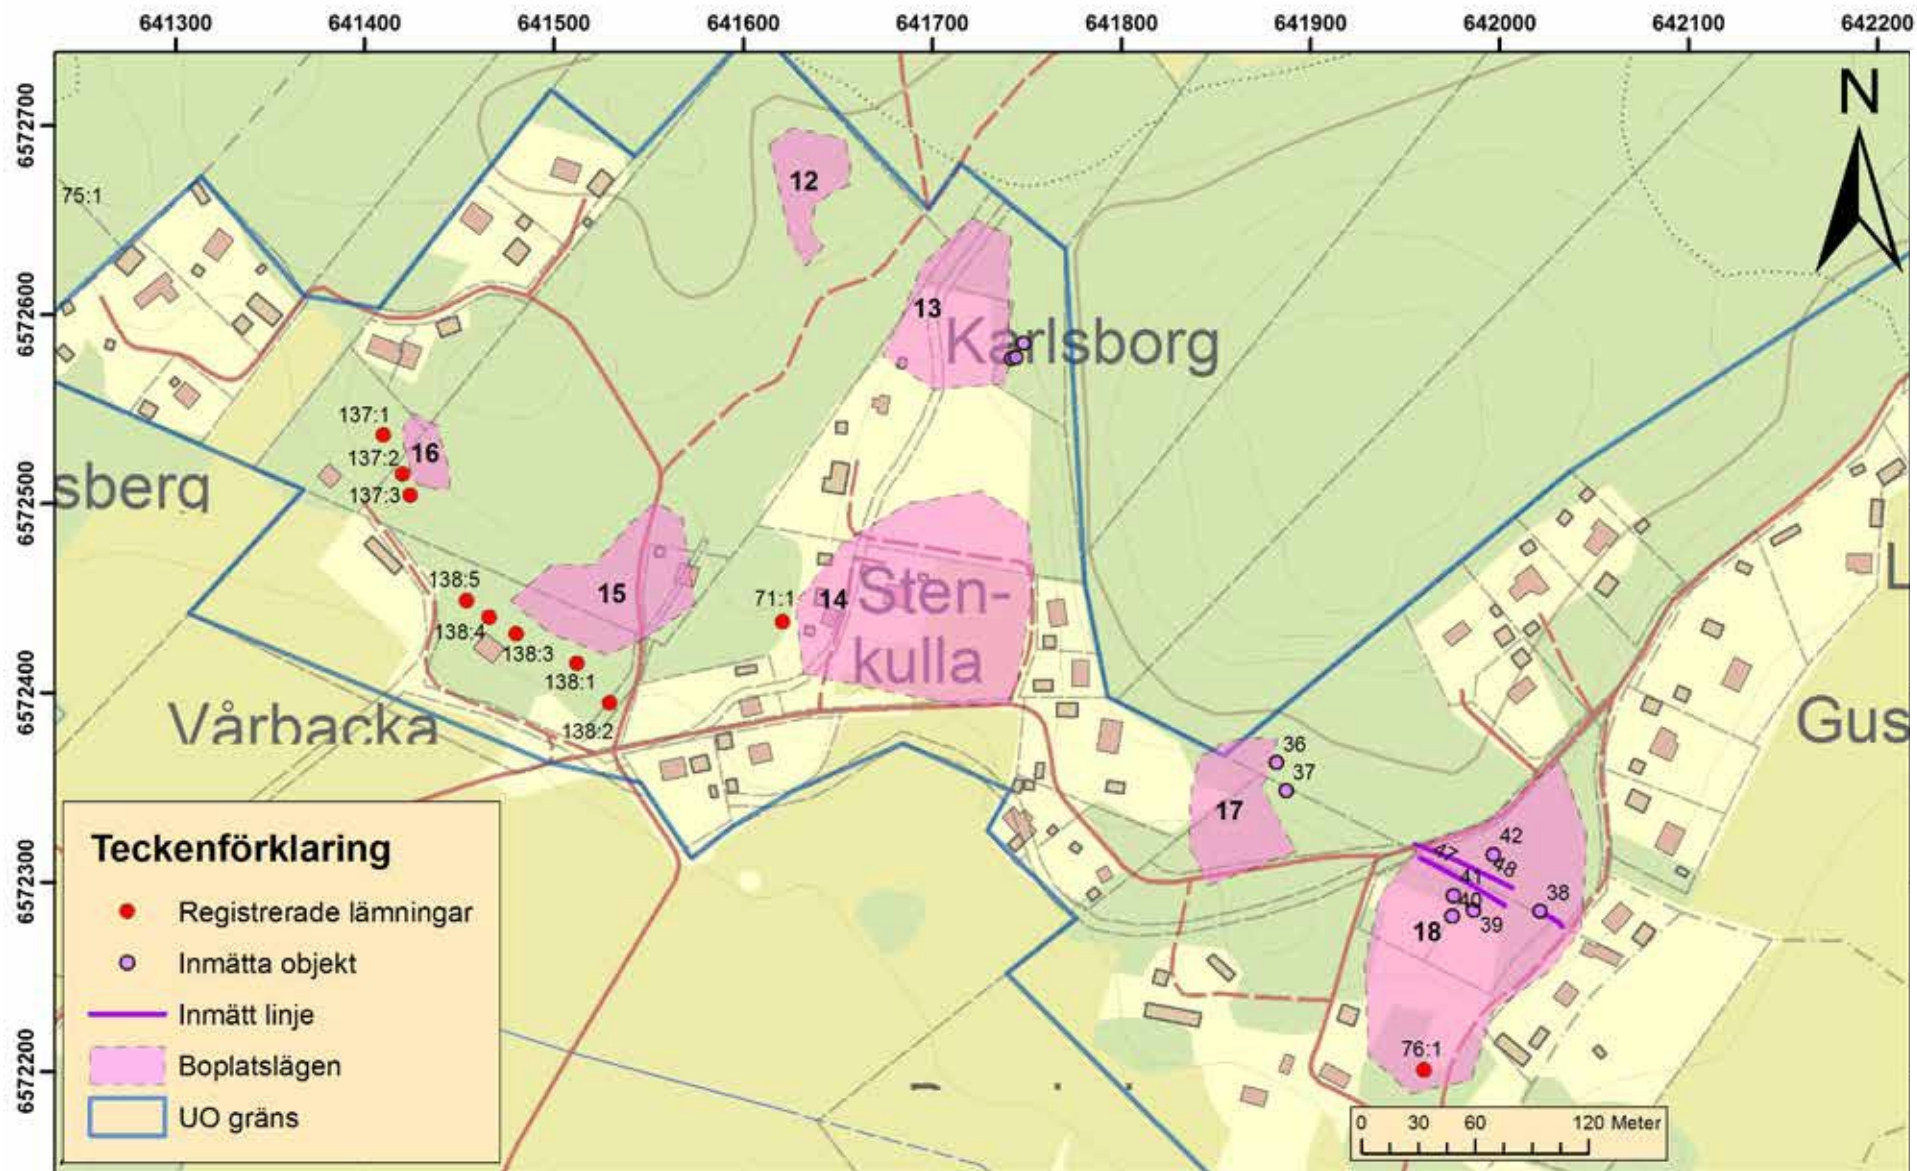 641300 641400 641500 641600 641700 641800 641900 642000 642100 642200
6572700
6572600
6572500
6572400
6572300
6572200
N
75:1
12
13
Karlsborg
137:1
16
137:2
137:3
sberg
15
138:5
138:4
138:3
138:1
138:2
71:1
14
Sten-
kulla
Vårbacka
L
Gus
36
37
17
42
47
48
41
40
38
39
18
76:1
Teckenförklaring
Registrerade lämningar
Inmätta objekt
Inmätt linje
Boplatslägen
UO gräns
0 30 60 120 Meter